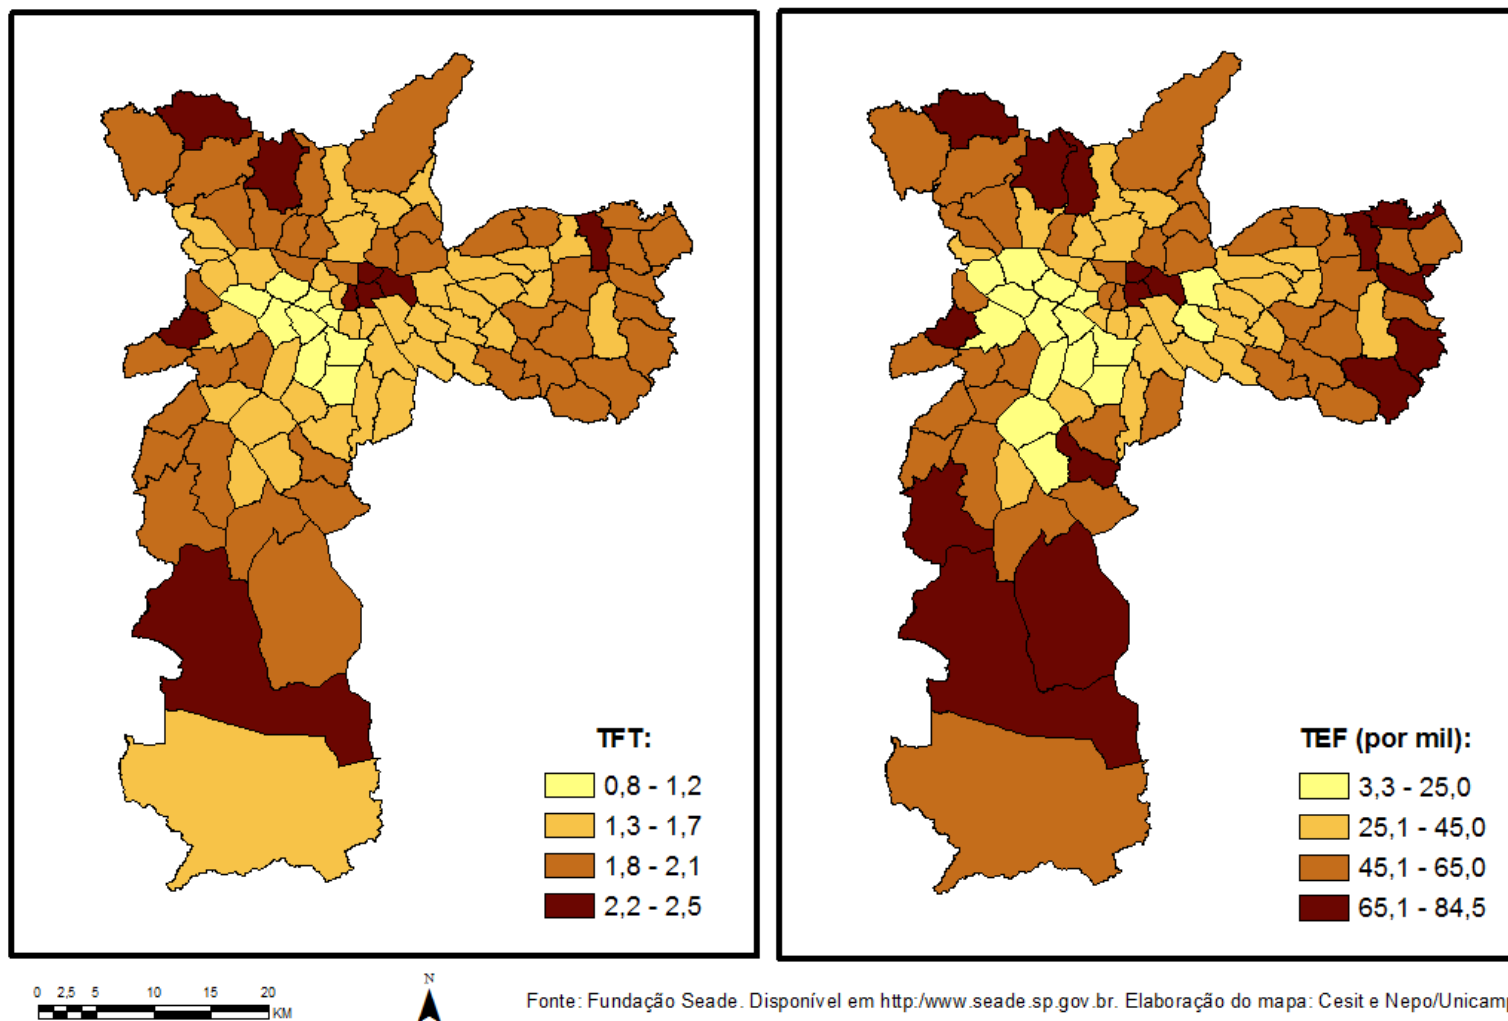 TFT:
0,8 - 1,2
1,3 - 1,7
1,8 - 2,1
2,2 - 2,5
TEF (por mil):
3,3 - 25,0
25,1 - 45,0
45,1 - 65,0
65,1 - 84,5
0 2,5 5 10 15 20
KM
N
Fonte: Fundação Seade. Disponível em http:/www.seade.sp.gov.br. Elaboração do mapa: Cesit e Nepo/Unicamp